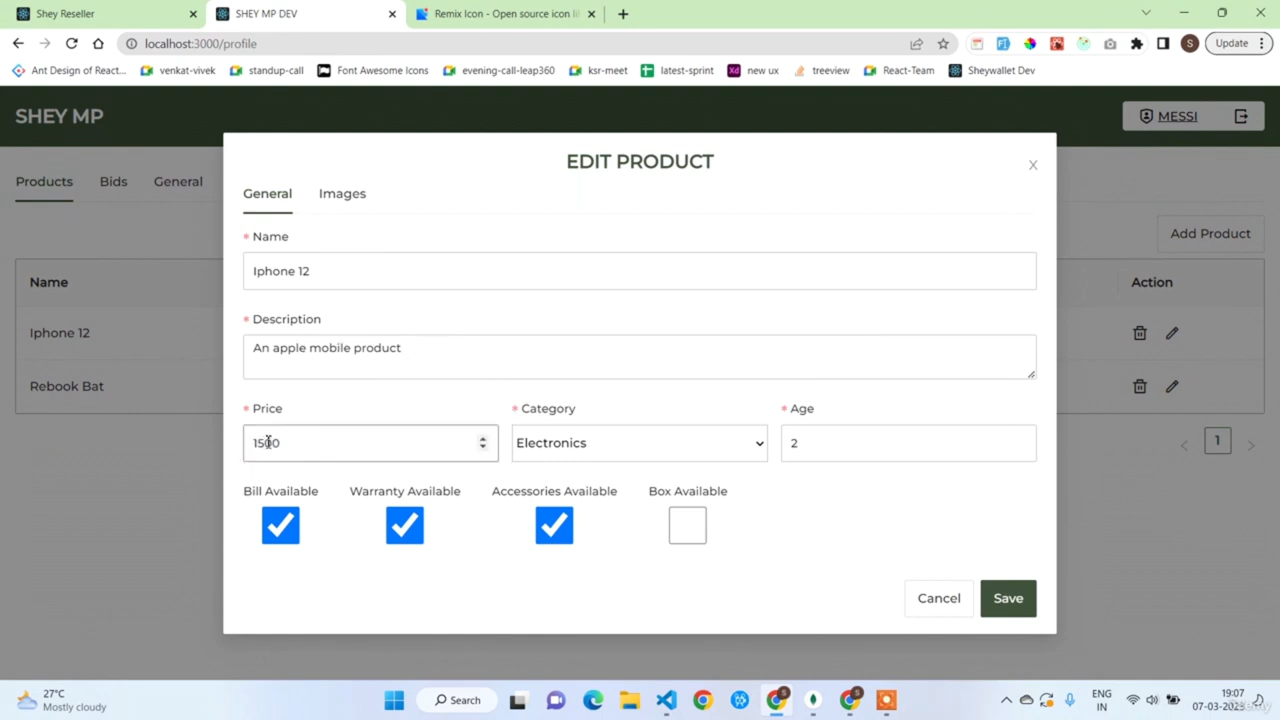 Shey Reseller
SHEY MP DEV
Remix Icon - Open source icon li
localhost:3000/profile
S
Update
Ant Design of React...
venkat-vivek
standup-call
Font Awesome Icons
evening-call-leap360
ksr-meet
latest-sprint
Xd new ux
treeview
React-Team
Sheywallet Dev
SHEY MP
MESSI
EDIT PRODUCT
X
Products
Bids
General
General
Images
Add Product
* Name
Iphone 12
Name
Action
* Description
An apple mobile product
Iphone 12
Rebook Bat
* Price
* Category
* Age
1500
Electronics
2
1
Bill Available
Warranty Available
Accessories Available
Box Available
Cancel
Save
27°C
Mostly cloudy
Search
ENG
IN
19:07